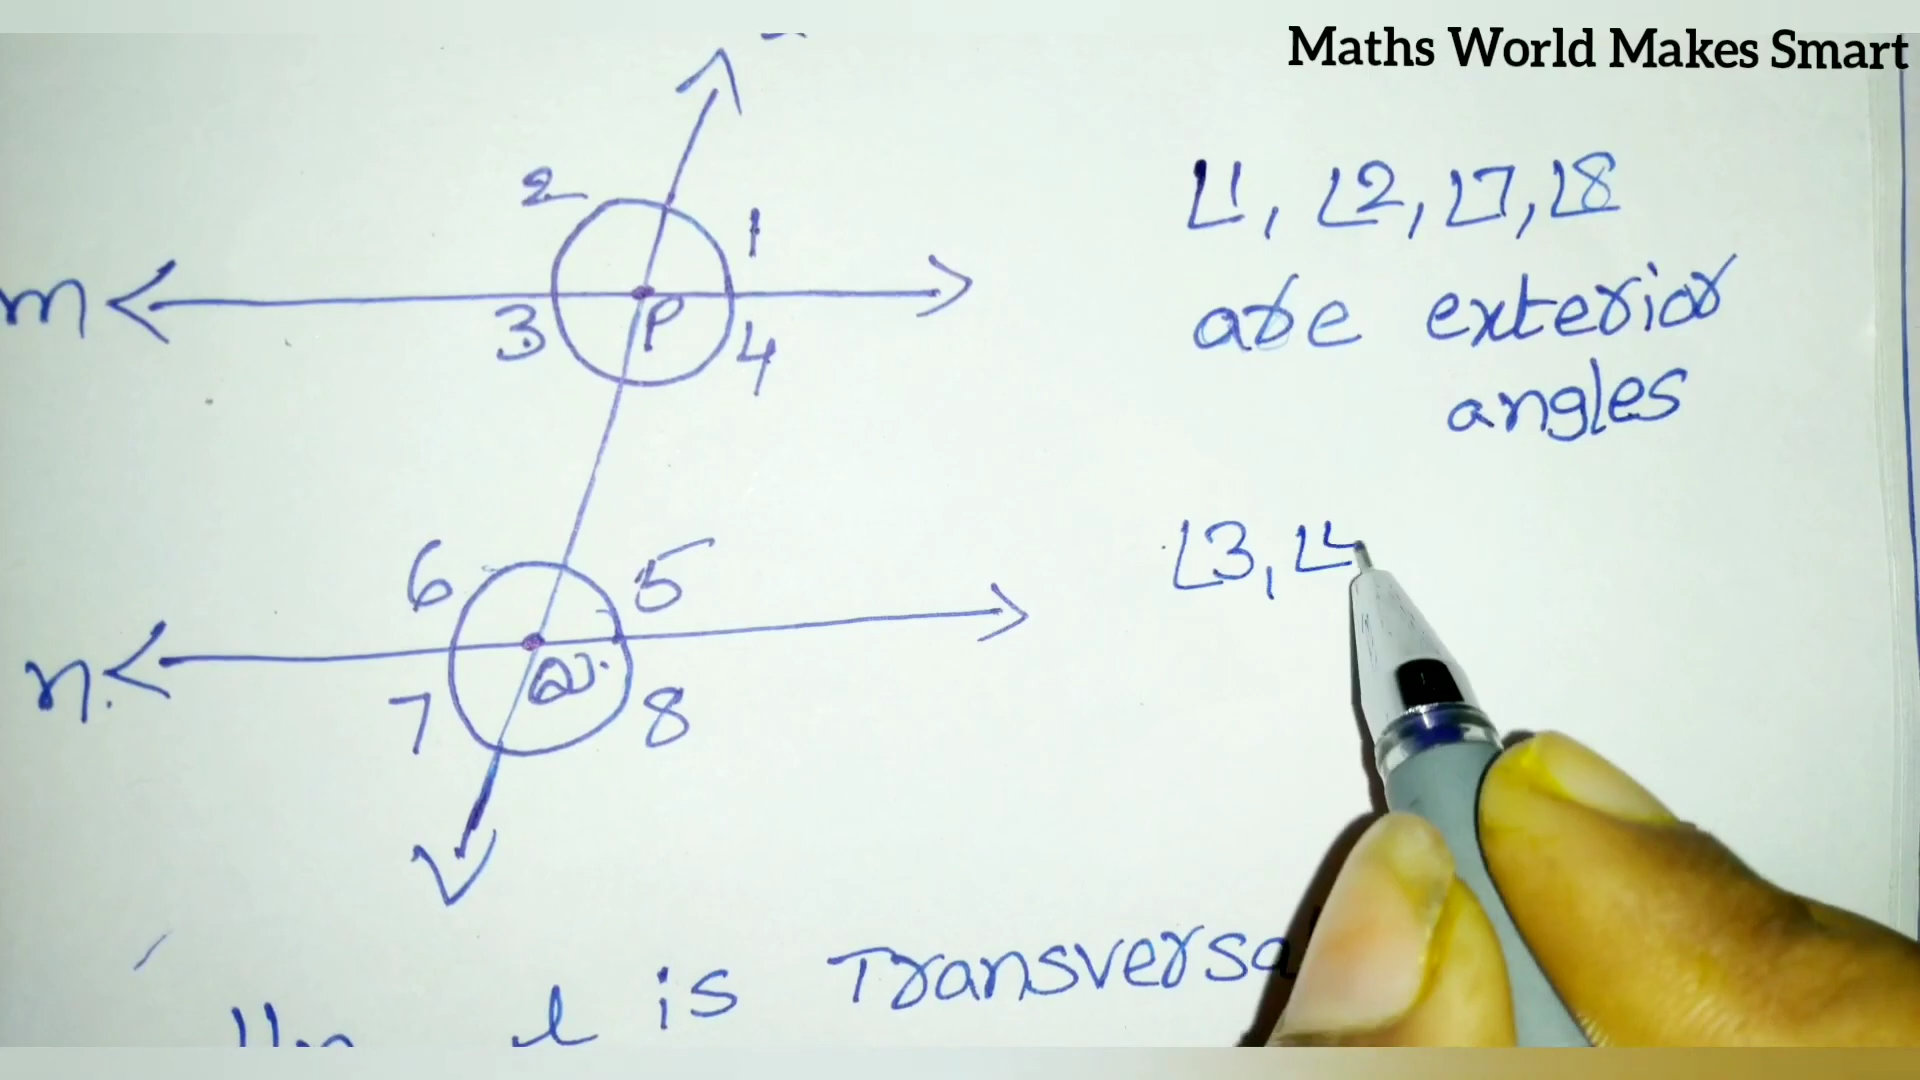 Maths World Makes Smart
2
1
m
3
P
4
6
5
n.
Q
7
8
∠1, ∠2, ∠7, ∠8
are exterior
angles
∠3, ∠4
l is Transversa